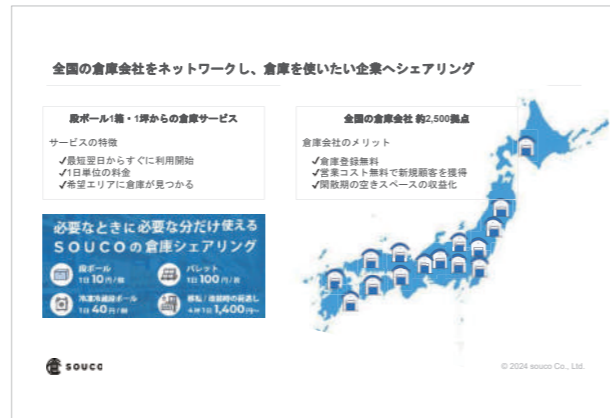 全国の倉庫会社をネットワークし、倉庫を使いたい企業へシェアリング
段ボール1箱・1坪からの倉庫サービス
サービスの特徴
✓最短翌日からすぐに利用開始
✓1日単位の料金
✓希望エリアに倉庫が見つかる
全国の倉庫会社 約2,500拠点
倉庫会社のメリット
✓倉庫登録無料
✓営業コスト無料で新規顧客を獲得
✓閑散期の空きスペースの収益化
必要なときに必要な分だけ使える
SOUCOの倉庫シェアリング
段ボール
1日10円/個
パレット
1日100円/枚
冷凍冷蔵段ボール
1日40円/個
4坪1日1,400円~
souco
© 2024 souco Co., Ltd.